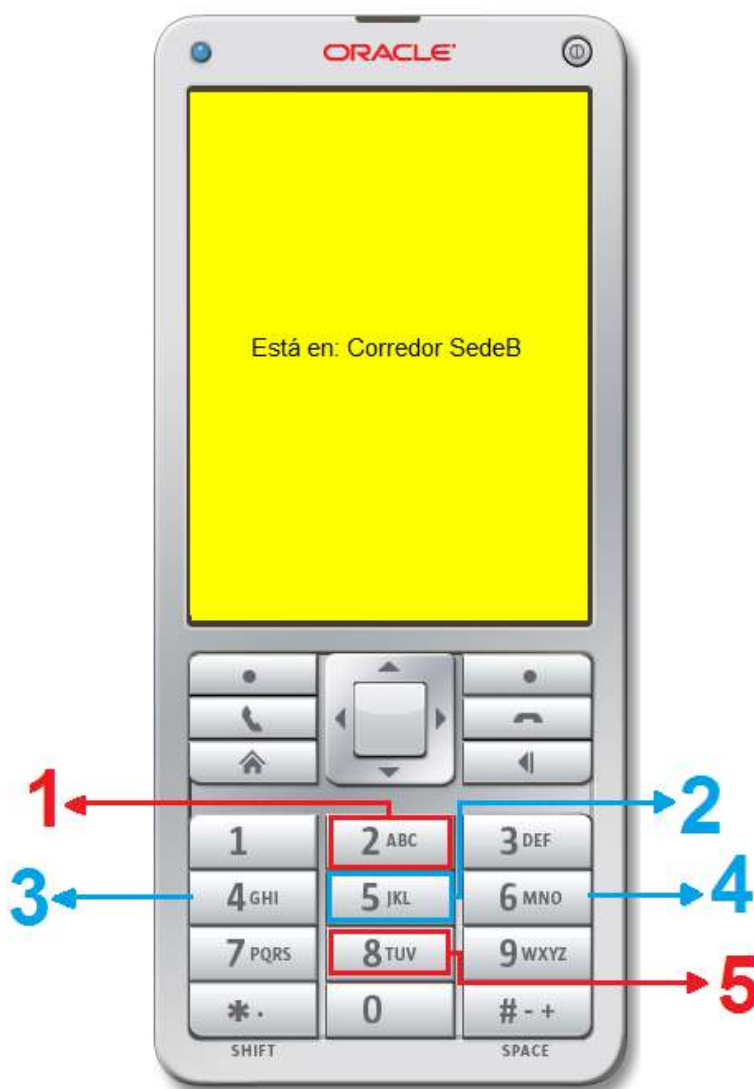 ORACLE
Está en: Corredor SedeB
1
2
1
2 ABC
3 DEF
3
4 GHI
5 JKL
6 MNO
4
7 PQRS
8 TUV
9 WXYZ
5
* .
0
# - +
SHIFT
SPACE